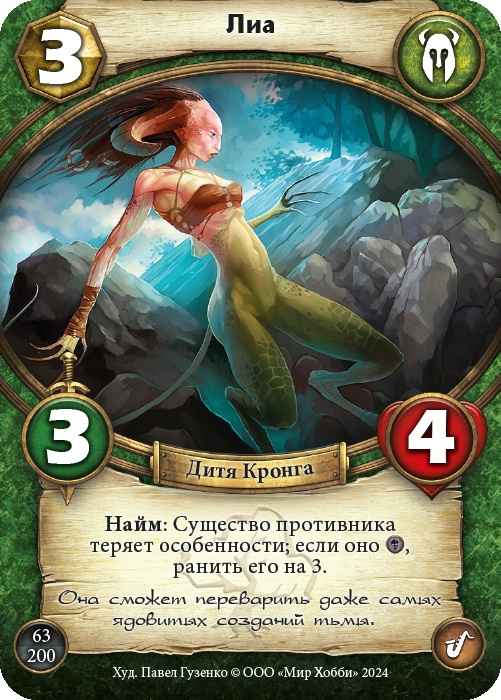 Лиа
3
3
4
Дитя Кронга
Найм: Существо противника
теряет особенности; если оно ,
ранить его на 3.
Она сможет переварить даже самых
ядовитых созданий тьмы.
63
200
Худ. Павел Гузенко © ООО «Мир Хобби» 2024